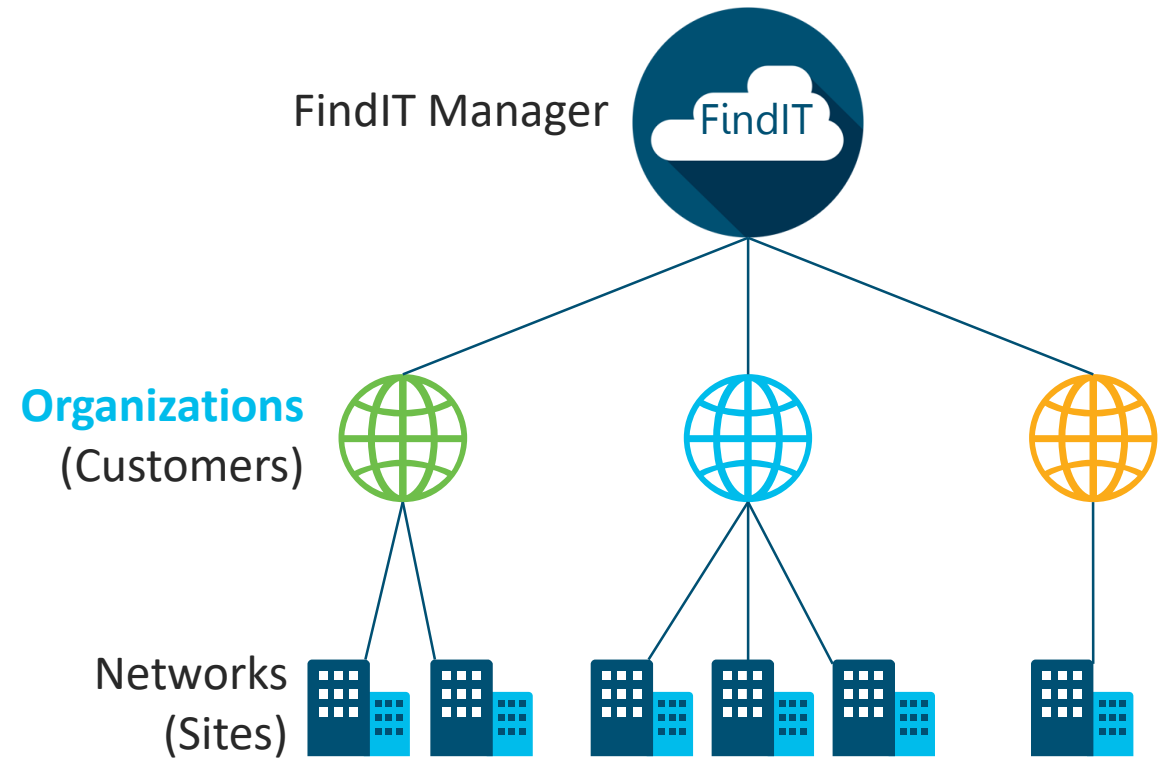 FindIT Manager
FindIT
Organizations
(Customers)
Networks
(Sites)